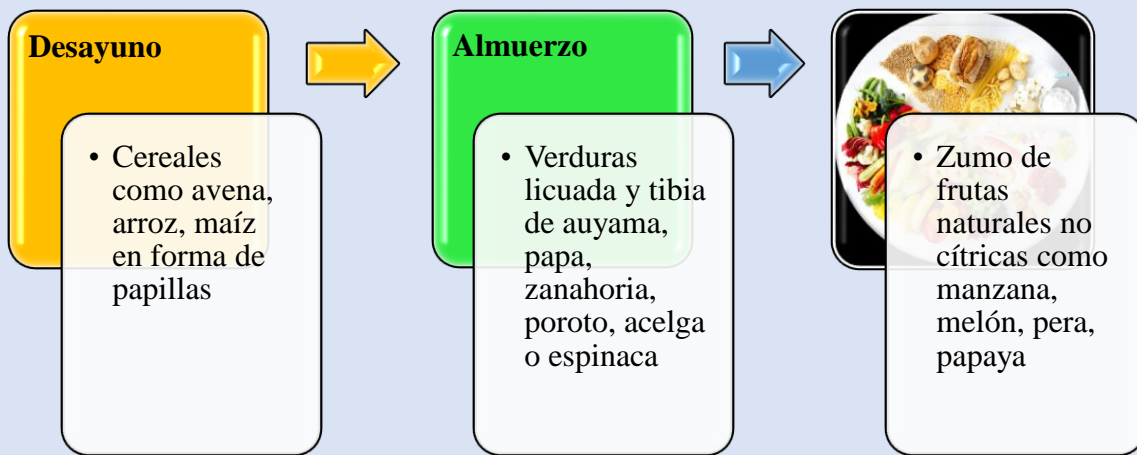 Desayuno
• Cereales
como avena,
arroz, maíz
en forma de
papillas
Almuerzo
• Verduras
licuada y tibia
de auyama,
papa,
zanahoria,
poroto, acelga
o espinaca
• Zumo de
frutas
naturales no
cítricas como
manzana,
melón, pera,
papaya